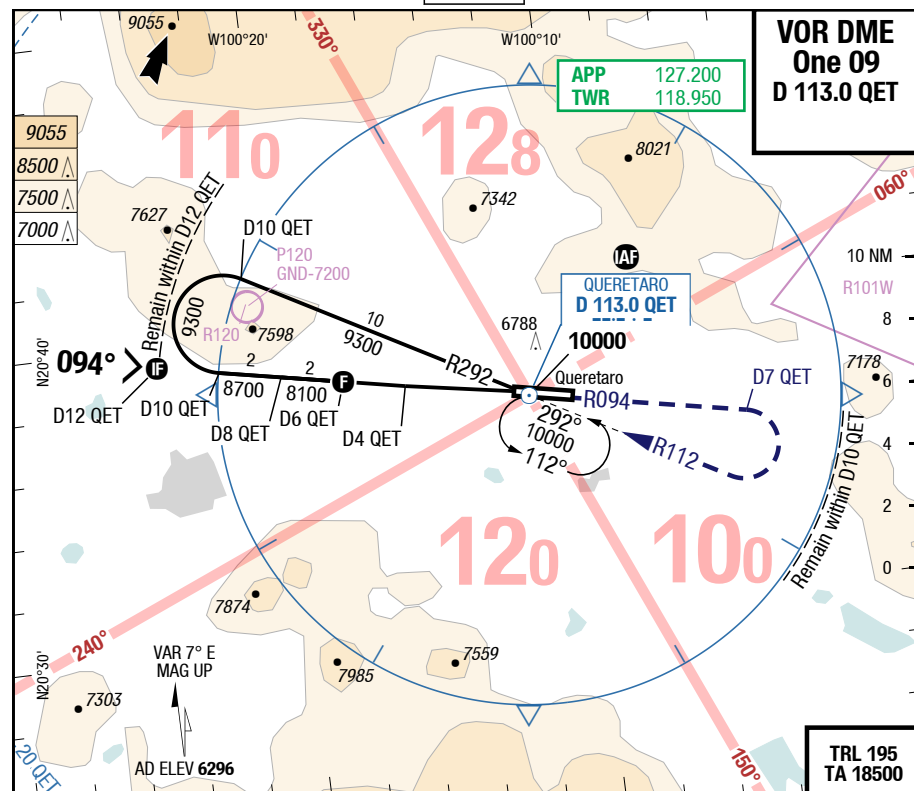 9055
W100°20'
330°
W100°10'
VOR DME
One 09
D 113.0 QET
APP 127.200
TWR 118.950
110
128
9055
8500
7500
7000
8021
060°
7627
7342
Remain within D12 QET
D10 QET
P120
GND-7200
IAF
10 NM
R101W
QUERETARO
D 113.0 QET
9300
R120
7598
10
9300
6788
10000
8
N20°40'
094°
IF
2
2
R292
Queretaro
7178
D12 QET
D10 QET
8700
8100
F
R094
D7 QET
D8 QET
D6 QET
D4 QET
292°
10000
112°
R112
4
Remain within D10 QET
2
120
100
0
7874
240°
VAR 7° E
MAG UP
7559
7985
N20°30'
7303
20 QET
AD ELEV 6296
150°
TRL 195
TA 18500